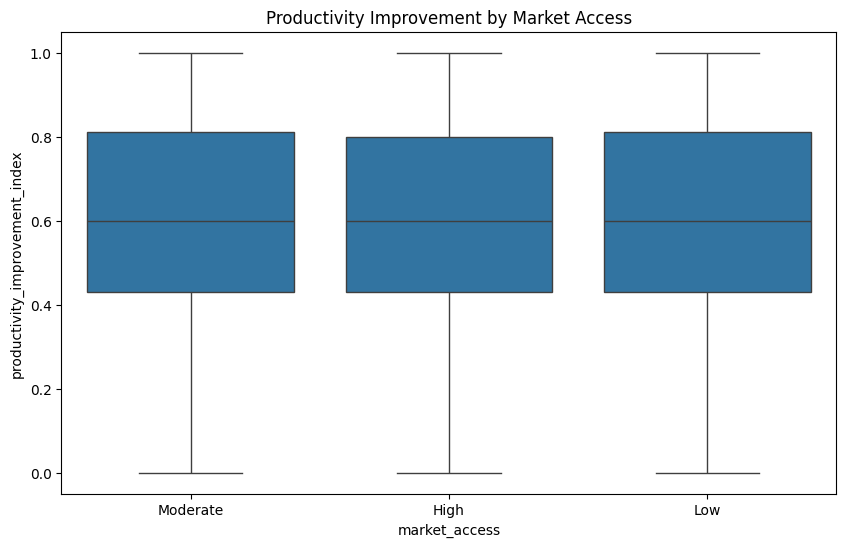 Productivity Improvement by Market Access
productivity_improvement_index
1.0
0.8
0.6
0.4
0.2
0.0
Moderate
High
Low
market_access